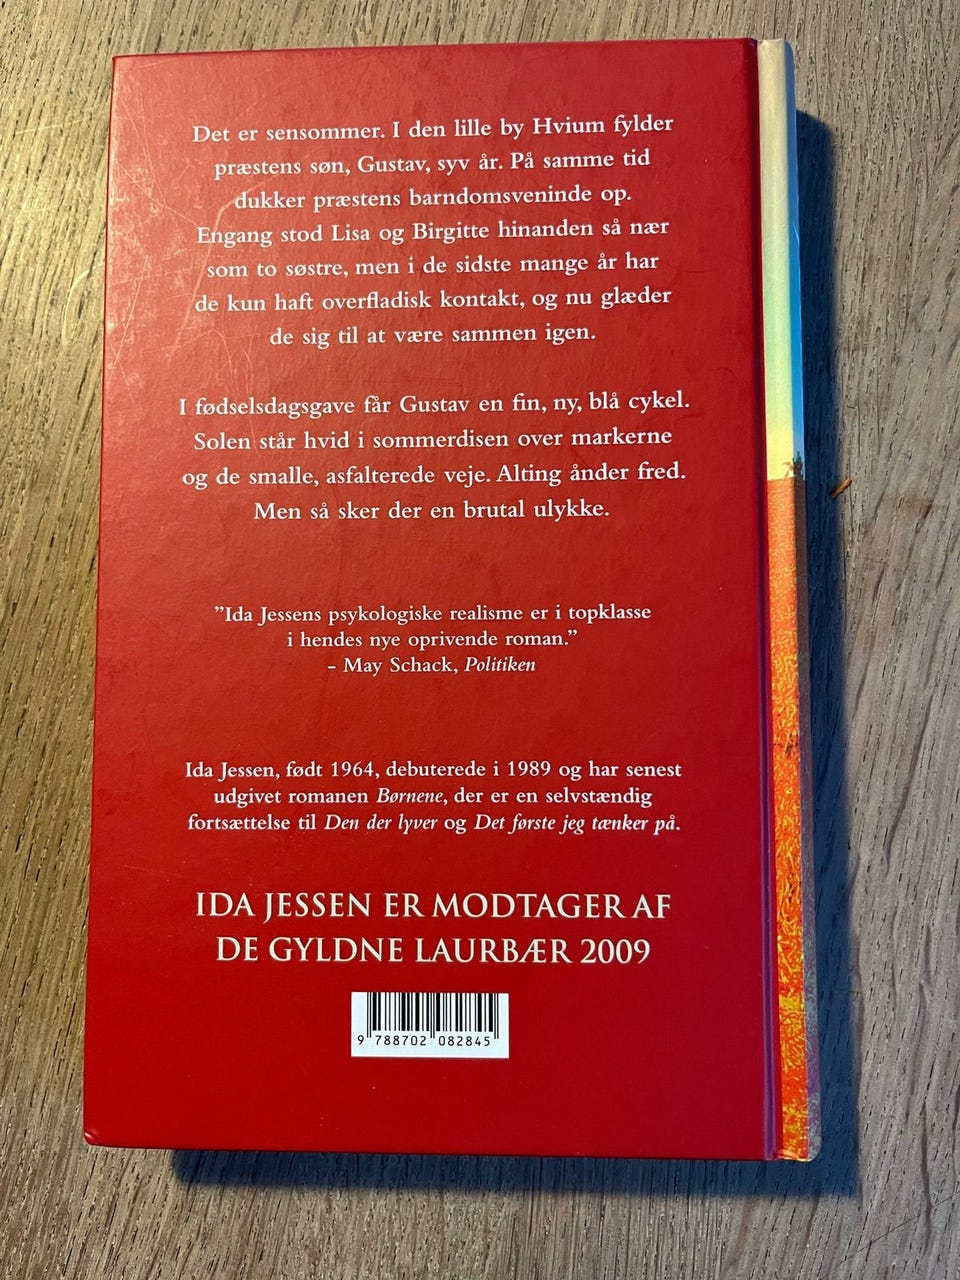 Det er sensommer. I den lille by Hvium fylder
præstens søn, Gustav, syv år. På samme tid
dukker præstens barndomsveninde op.
Engang stod Lisa og Birgitte hinanden så nær
som to søstre, men i de sidste mange år har
de kun haft overfladisk kontakt, og nu glæder
de sig til at være sammen igen.
I fødselsdagsgave får Gustav en fin, ny, blå cykel.
Solen står hvid i sommerdisen over markerne
og de smalle, asfalterede veje. Alting ånder fred.
Men så sker der en brutal ulykke.
”Ida Jessens psykologiske realisme er i topklasse
i hendes nye oprivende roman.”
– May Schack, Politiken
Ida Jessen, født 1964, debuterede i 1989 og har senest
udgivet romanen Børnene, der er en selvstændig
fortsættelse til Den der lyver og Det første jeg tænker på.
IDA JESSEN ER MODTAGER AF
DE GYLDNE LAURBÆR 2009
9 788702 082845